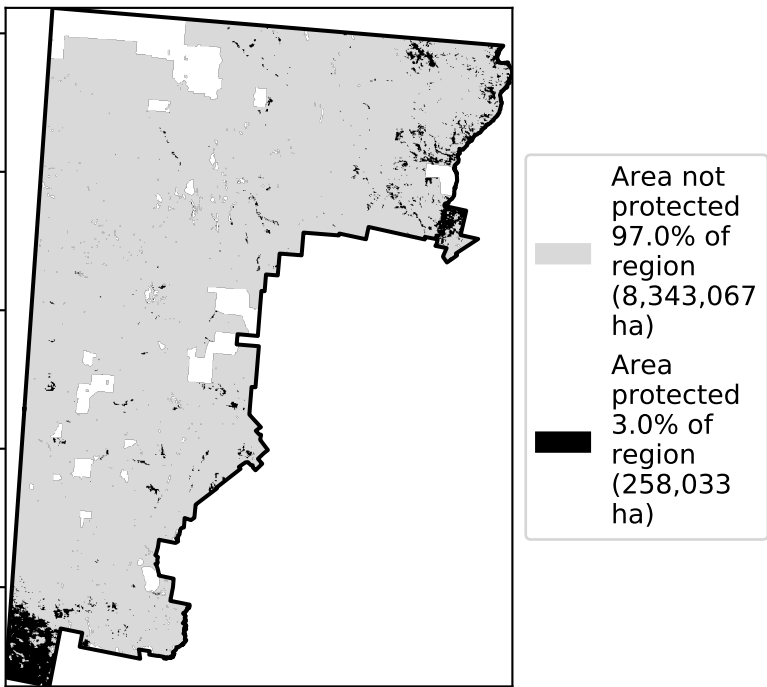 Area not
protected
97.0% of
region
(8,343,067
ha)
Area
protected
3.0% of
region
(258,033
ha)